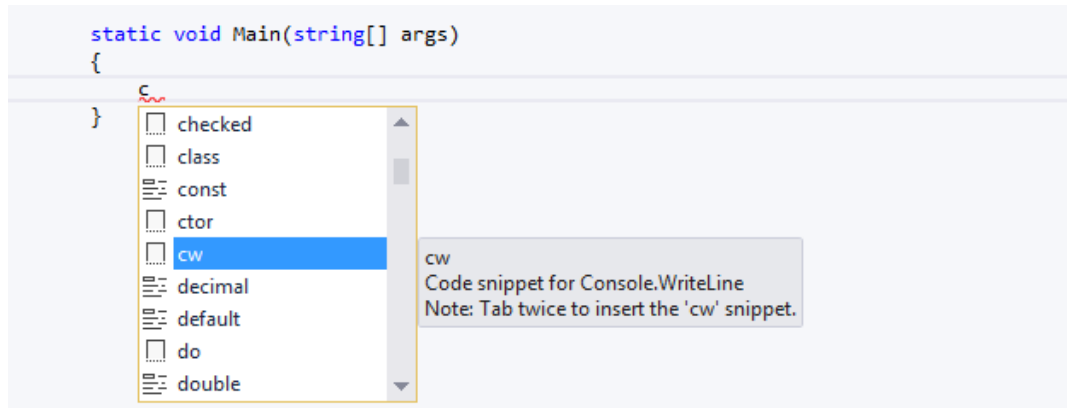 static void Main(string[] args)
{
c
}
checked
class
const
ctor
cw
decimal
default
do
double
cw
Code snippet for Console.WriteLine
Note: Tab twice to insert the 'cw' snippet.